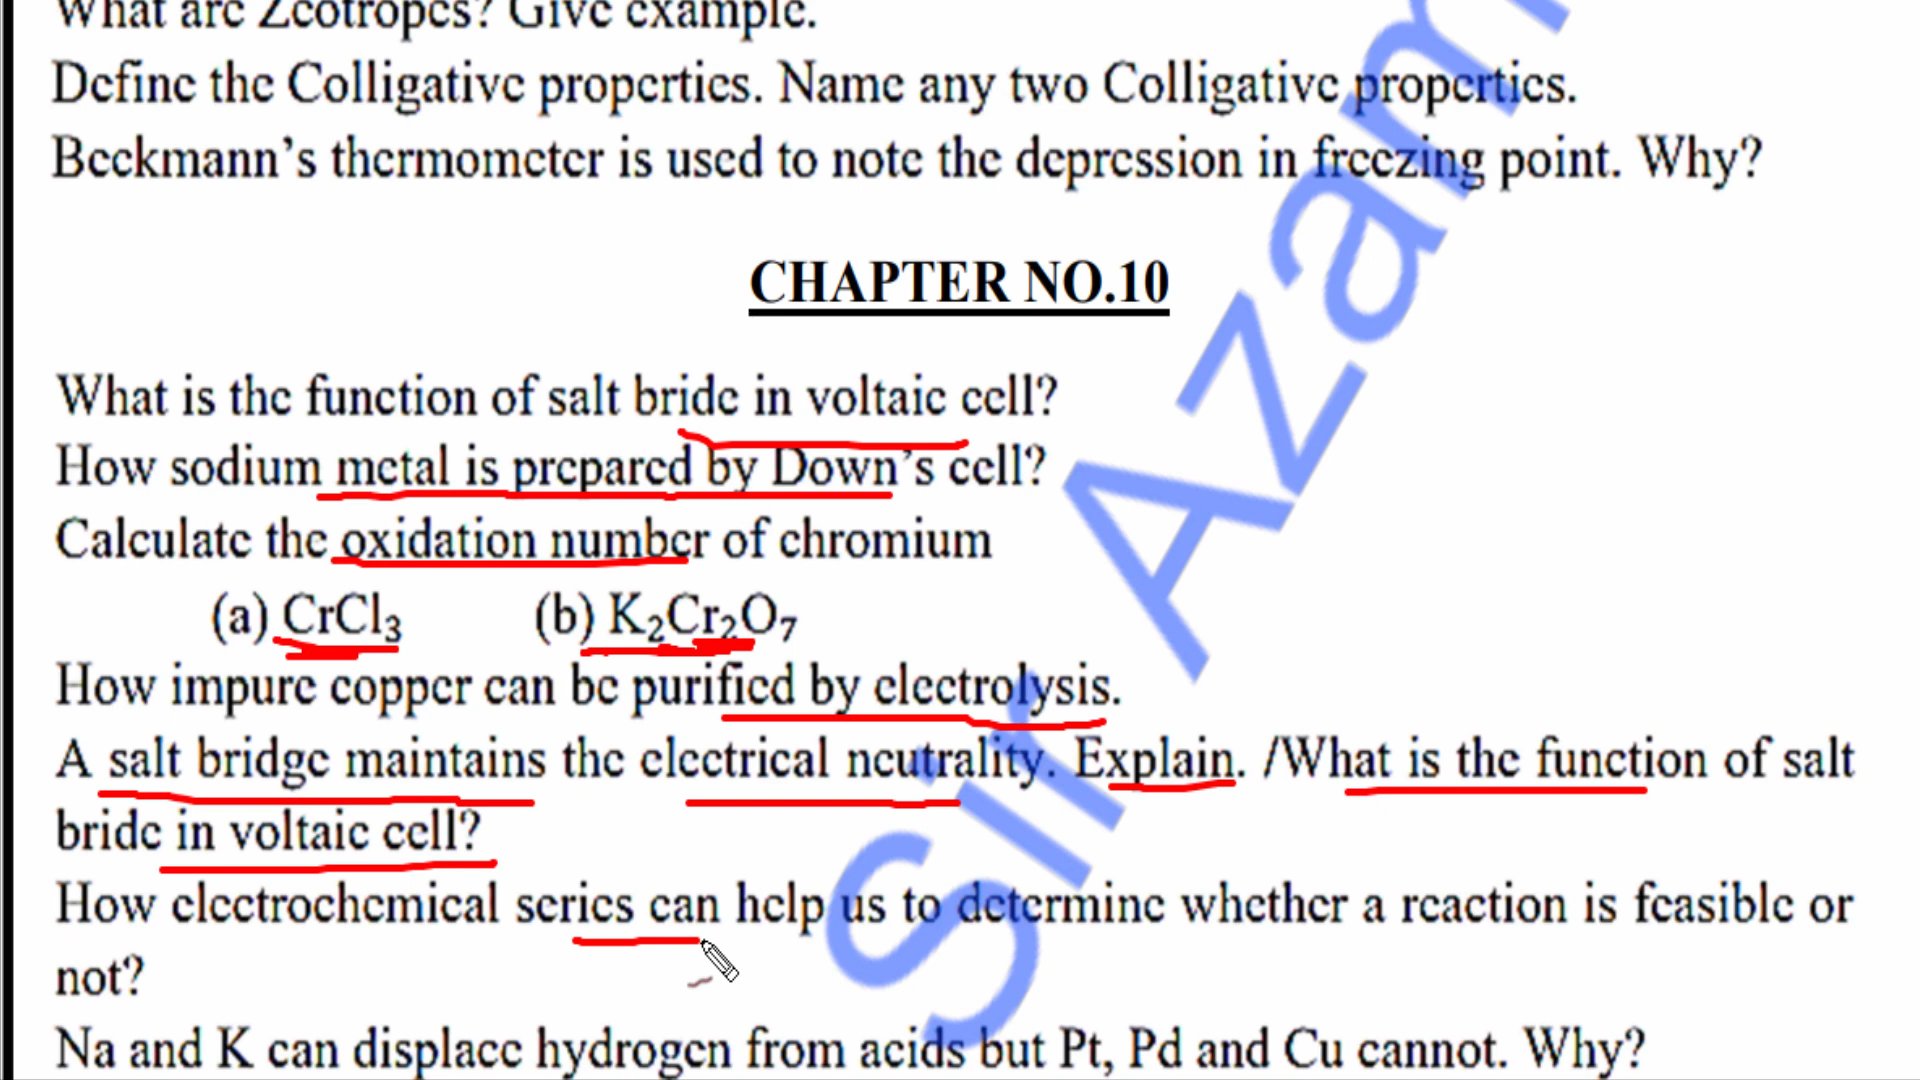 What are Zeotropes? Give example.
Define the Colligative properties. Name any two Colligative properties.
Beckmann's thermometer is used to note the depression in freezing point. Why?
CHAPTER NO.10
What is the function of salt bride in voltaic cell?
How sodium metal is prepared by Down's cell?
Calculate the oxidation number of chromium
(a) CrCl₃ (b) K₂Cr₂O₇
How impure copper can be purified by electrolysis.
A salt bridge maintains the electrical neutrality. Explain. /What is the function of salt
bride in voltaic cell?
How electrochemical series can help us to determine whether a reaction is feasible or
not?
Na and K can displace hydrogen from acids but Pt, Pd and Cu cannot. Why?
Sir Azam